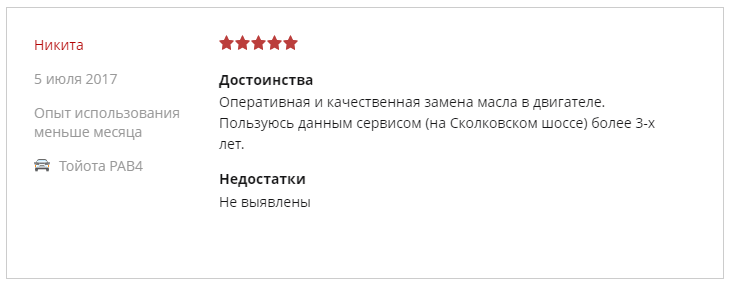 Никита
5 июля 2017
Опыт использования
меньше месяца
Тойота РАВ4
Достоинства
Оперативная и качественная замена масла в двигателе.
Пользуюсь данным сервисом (на Сколковском шоссе) более 3-х
лет.
Недостатки
Не выявлены